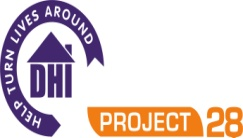 HELP TURN LIVES AROUND
DHI
PROJECT 28